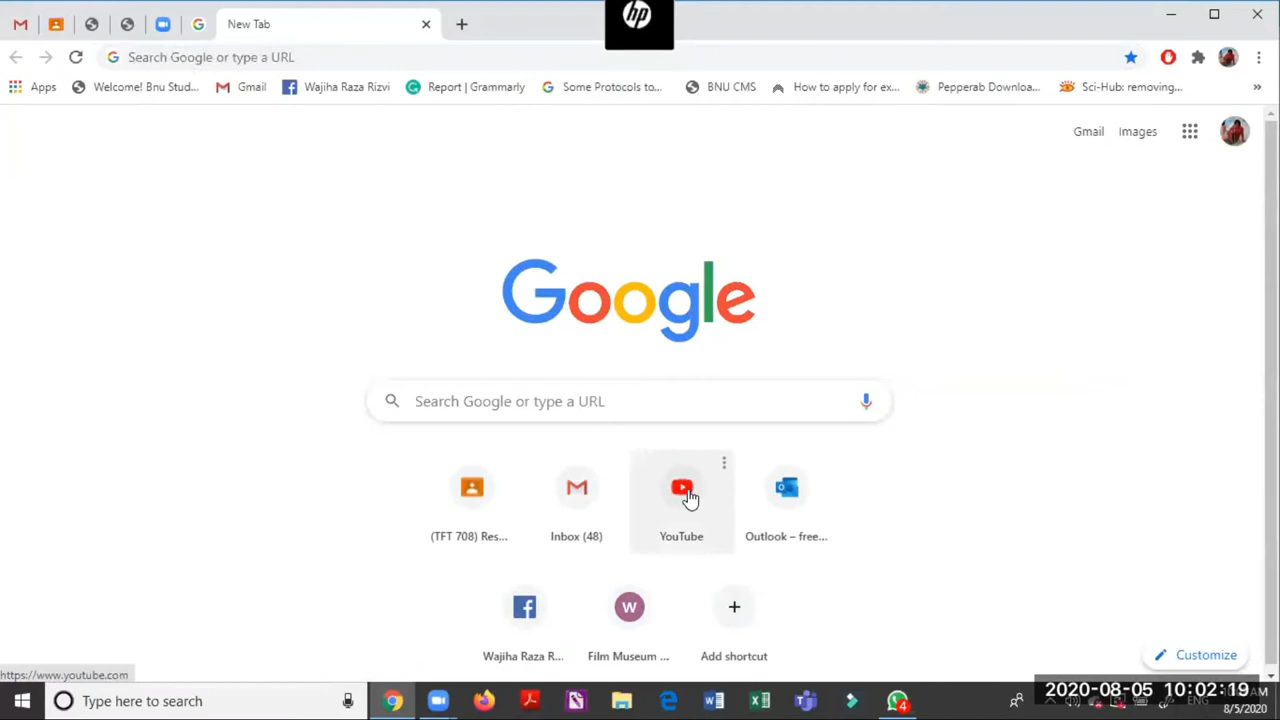 New Tab
hp
Search Google or type a URL
Apps Welcome! Bnu Stud... Gmail Wajiha Raza Rizvi Report | Grammarly Some Protocols to... BNU CMS How to apply for ex... Pepperab Downloa... Sci-Hub: removing... »
Gmail Images
Google
Search Google or type a URL
(TFT 708) Res... Inbox (48) YouTube Outlook – free...
W
Wajiha Raza R... Film Museum ... Add shortcut
Customize
https://www.youtube.com
Type here to search
4
2020-08-05 10:02:19
8/5/2020